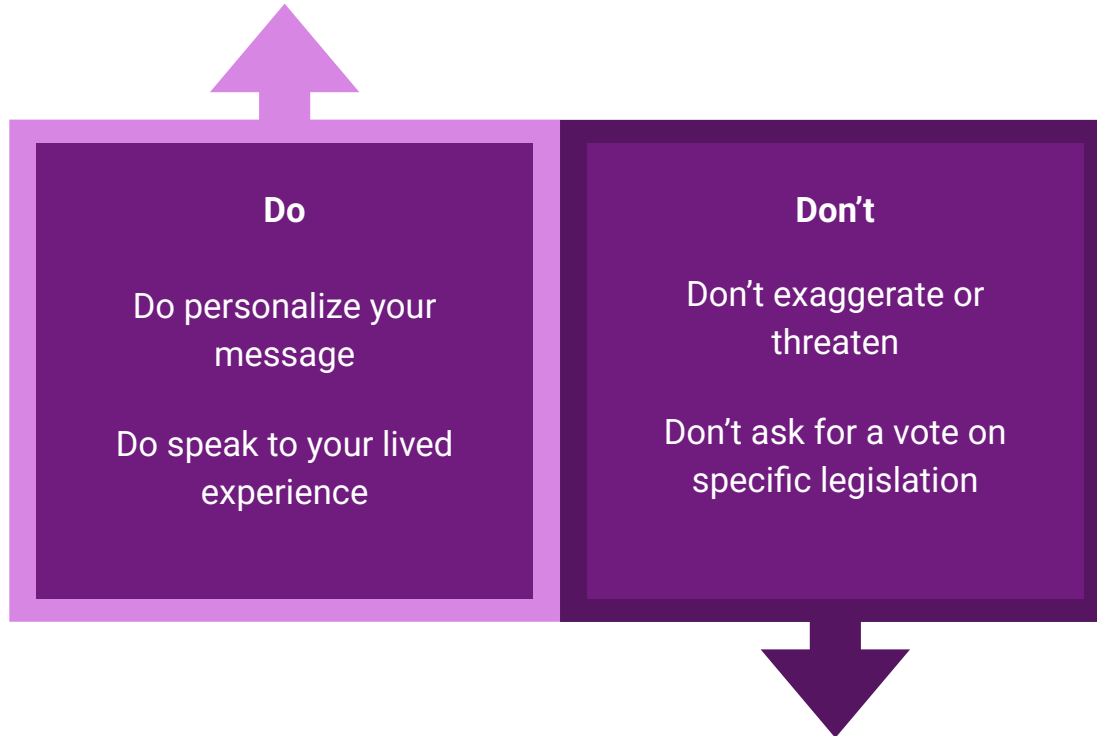 Do
Do personalize your
message
Do speak to your lived
experience
Don’t
Don’t exaggerate or
threaten
Don’t ask for a vote on
specific legislation